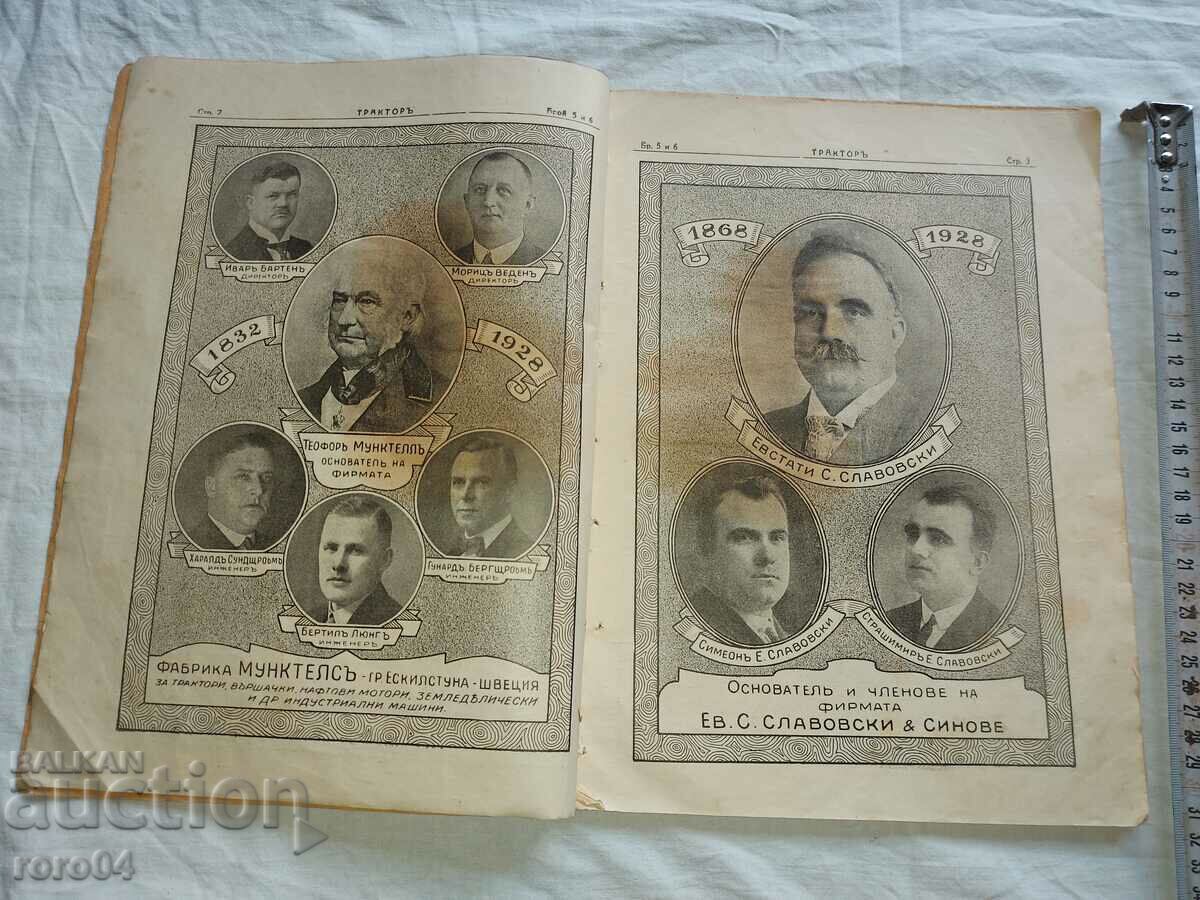 Стр. 2 ТРАКТОРЪ Брой 5 и 6
ИВАРЪ БАРТЕНЪ
ДИРЕКТОРЪ
МОРИЦЪ ВЕДЕНЪ
ДИРЕКТОРЪ
1832
1928
ТЕОФОРЪ МУНКТЕЛЛЪ
ОСНОВАТЕЛЬ НА
ФИРМАТА
ХАРАЛДЪ СУНДЩРЬОМЪ
ИНЖЕНЕРЪ
ГУНАРДЪ БЕРГЩРЬОМЪ
ИНЖЕНЕРЪ
БЕРТИЛЪ ЛЮНГЪ
ИНЖЕНЕРЪ
ФАБРИКА МУНКТЕЛСЪ - ГР ЕСКИЛСТУНА - ШВЕЦИЯ
ЗА ТРАКТОРИ, ВЪРШАЧКИ, НАФТОВИ МОТОРИ, ЗЕМЛЕДѢЛИЧЕСКИ
И ДР ИНДУСТРИАЛНИ МАШИНИ.
Бр. 5 и 6 ТРАКТОРЪ Стр. 3
1868
1928
ЕВСТАТИ С. СЛАВОВСКИ
СИМЕОНЪ Е. СЛАВОВСКИ
СТРАШИМИРЪ Е. СЛАВОВСКИ
ОСНОВАТЕЛЬ И ЧЛЕНОВЕ НА
ФИРМАТА
ЕВ. С. СЛАВОВСКИ & СИНОВЕ
BALKAN
auction
roro04